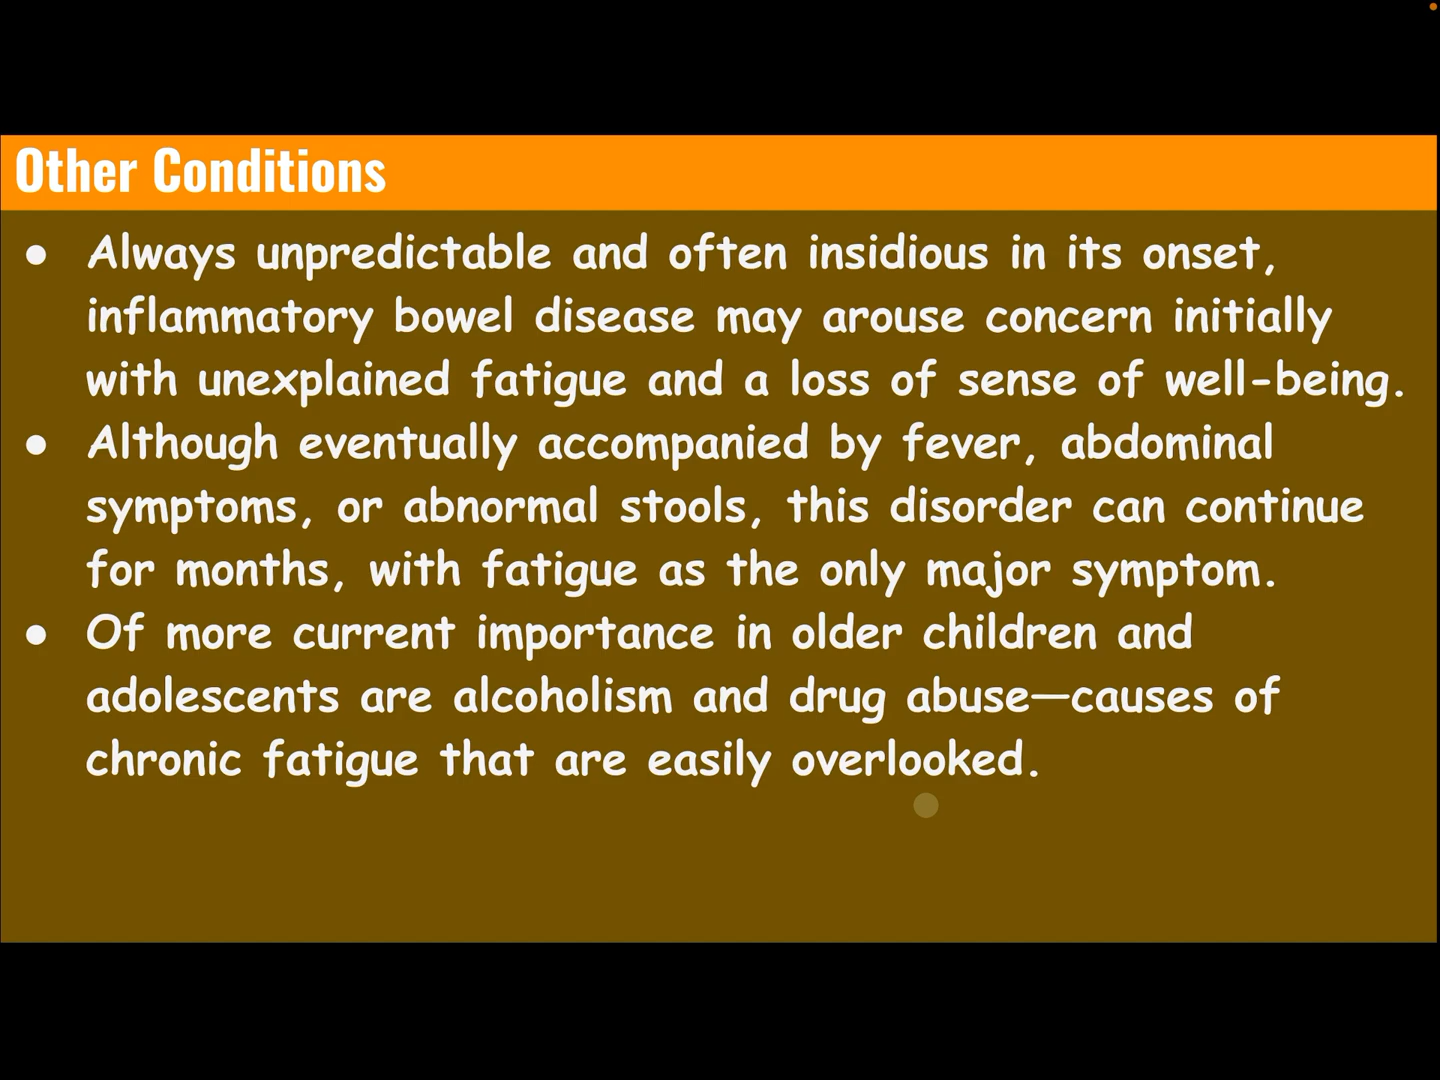 Other Conditions
● Always unpredictable and often insidious in its onset,
inflammatory bowel disease may arouse concern initially
with unexplained fatigue and a loss of sense of well-being.
● Although eventually accompanied by fever, abdominal
symptoms, or abnormal stools, this disorder can continue
for months, with fatigue as the only major symptom.
● Of more current importance in older children and
adolescents are alcoholism and drug abuse—causes of
chronic fatigue that are easily overlooked.